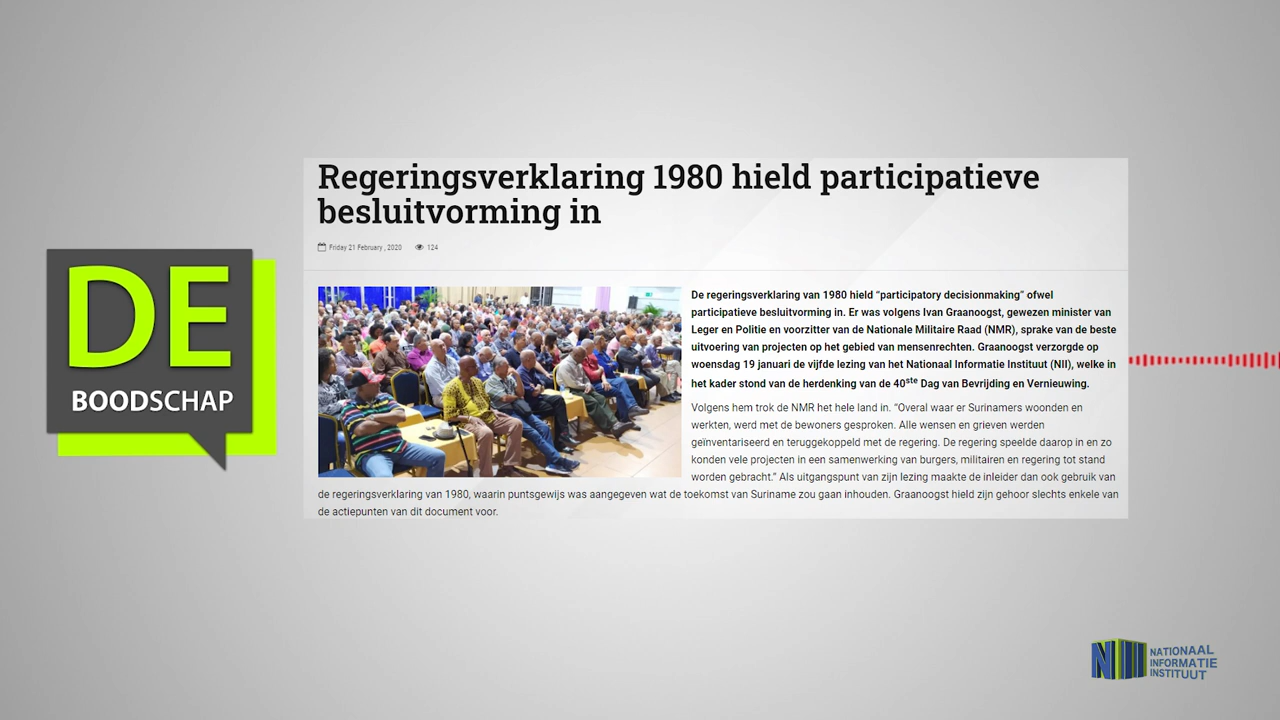 Regeringsverklaring 1980 hield participatieve
besluitvorming in
Friday 21 February , 2020 124
De regeringsverklaring van 1980 hield “participatory decisionmaking” ofwel
participatieve besluitvorming in. Er was volgens Ivan Graanoogst, gewezen minister van
Leger en Politie en voorzitter van de Nationale Militaire Raad (NMR), sprake van de beste
uitvoering van projecten op het gebied van mensenrechten. Graanoogst verzorgde op
woensdag 19 januari de vijfde lezing van het Nationaal Informatie Instituut (NII), welke in
het kader stond van de herdenking van de 40ste Dag van Bevrijding en Vernieuwing.
Volgens hem trok de NMR het hele land in. “Overal waar er Surinamers woonden en
werkten, werd met de bewoners gesproken. Alle wensen en grieven werden
geïnventariseerd en teruggekoppeld met de regering. De regering speelde daarop in en zo
konden vele projecten in een samenwerking van burgers, militairen en regering tot stand
worden gebracht.” Als uitgangspunt van zijn lezing maakte de inleider dan ook gebruik van
de regeringsverklaring van 1980, waarin puntsgewijs was aangegeven wat de toekomst van Suriname zou gaan inhouden. Graanoogst hield zijn gehoor slechts enkele van
de actiepunten van dit document voor.
DE
BOODSCHAP
NII
NATIONAAL
INFORMATIE
INSTITUUT